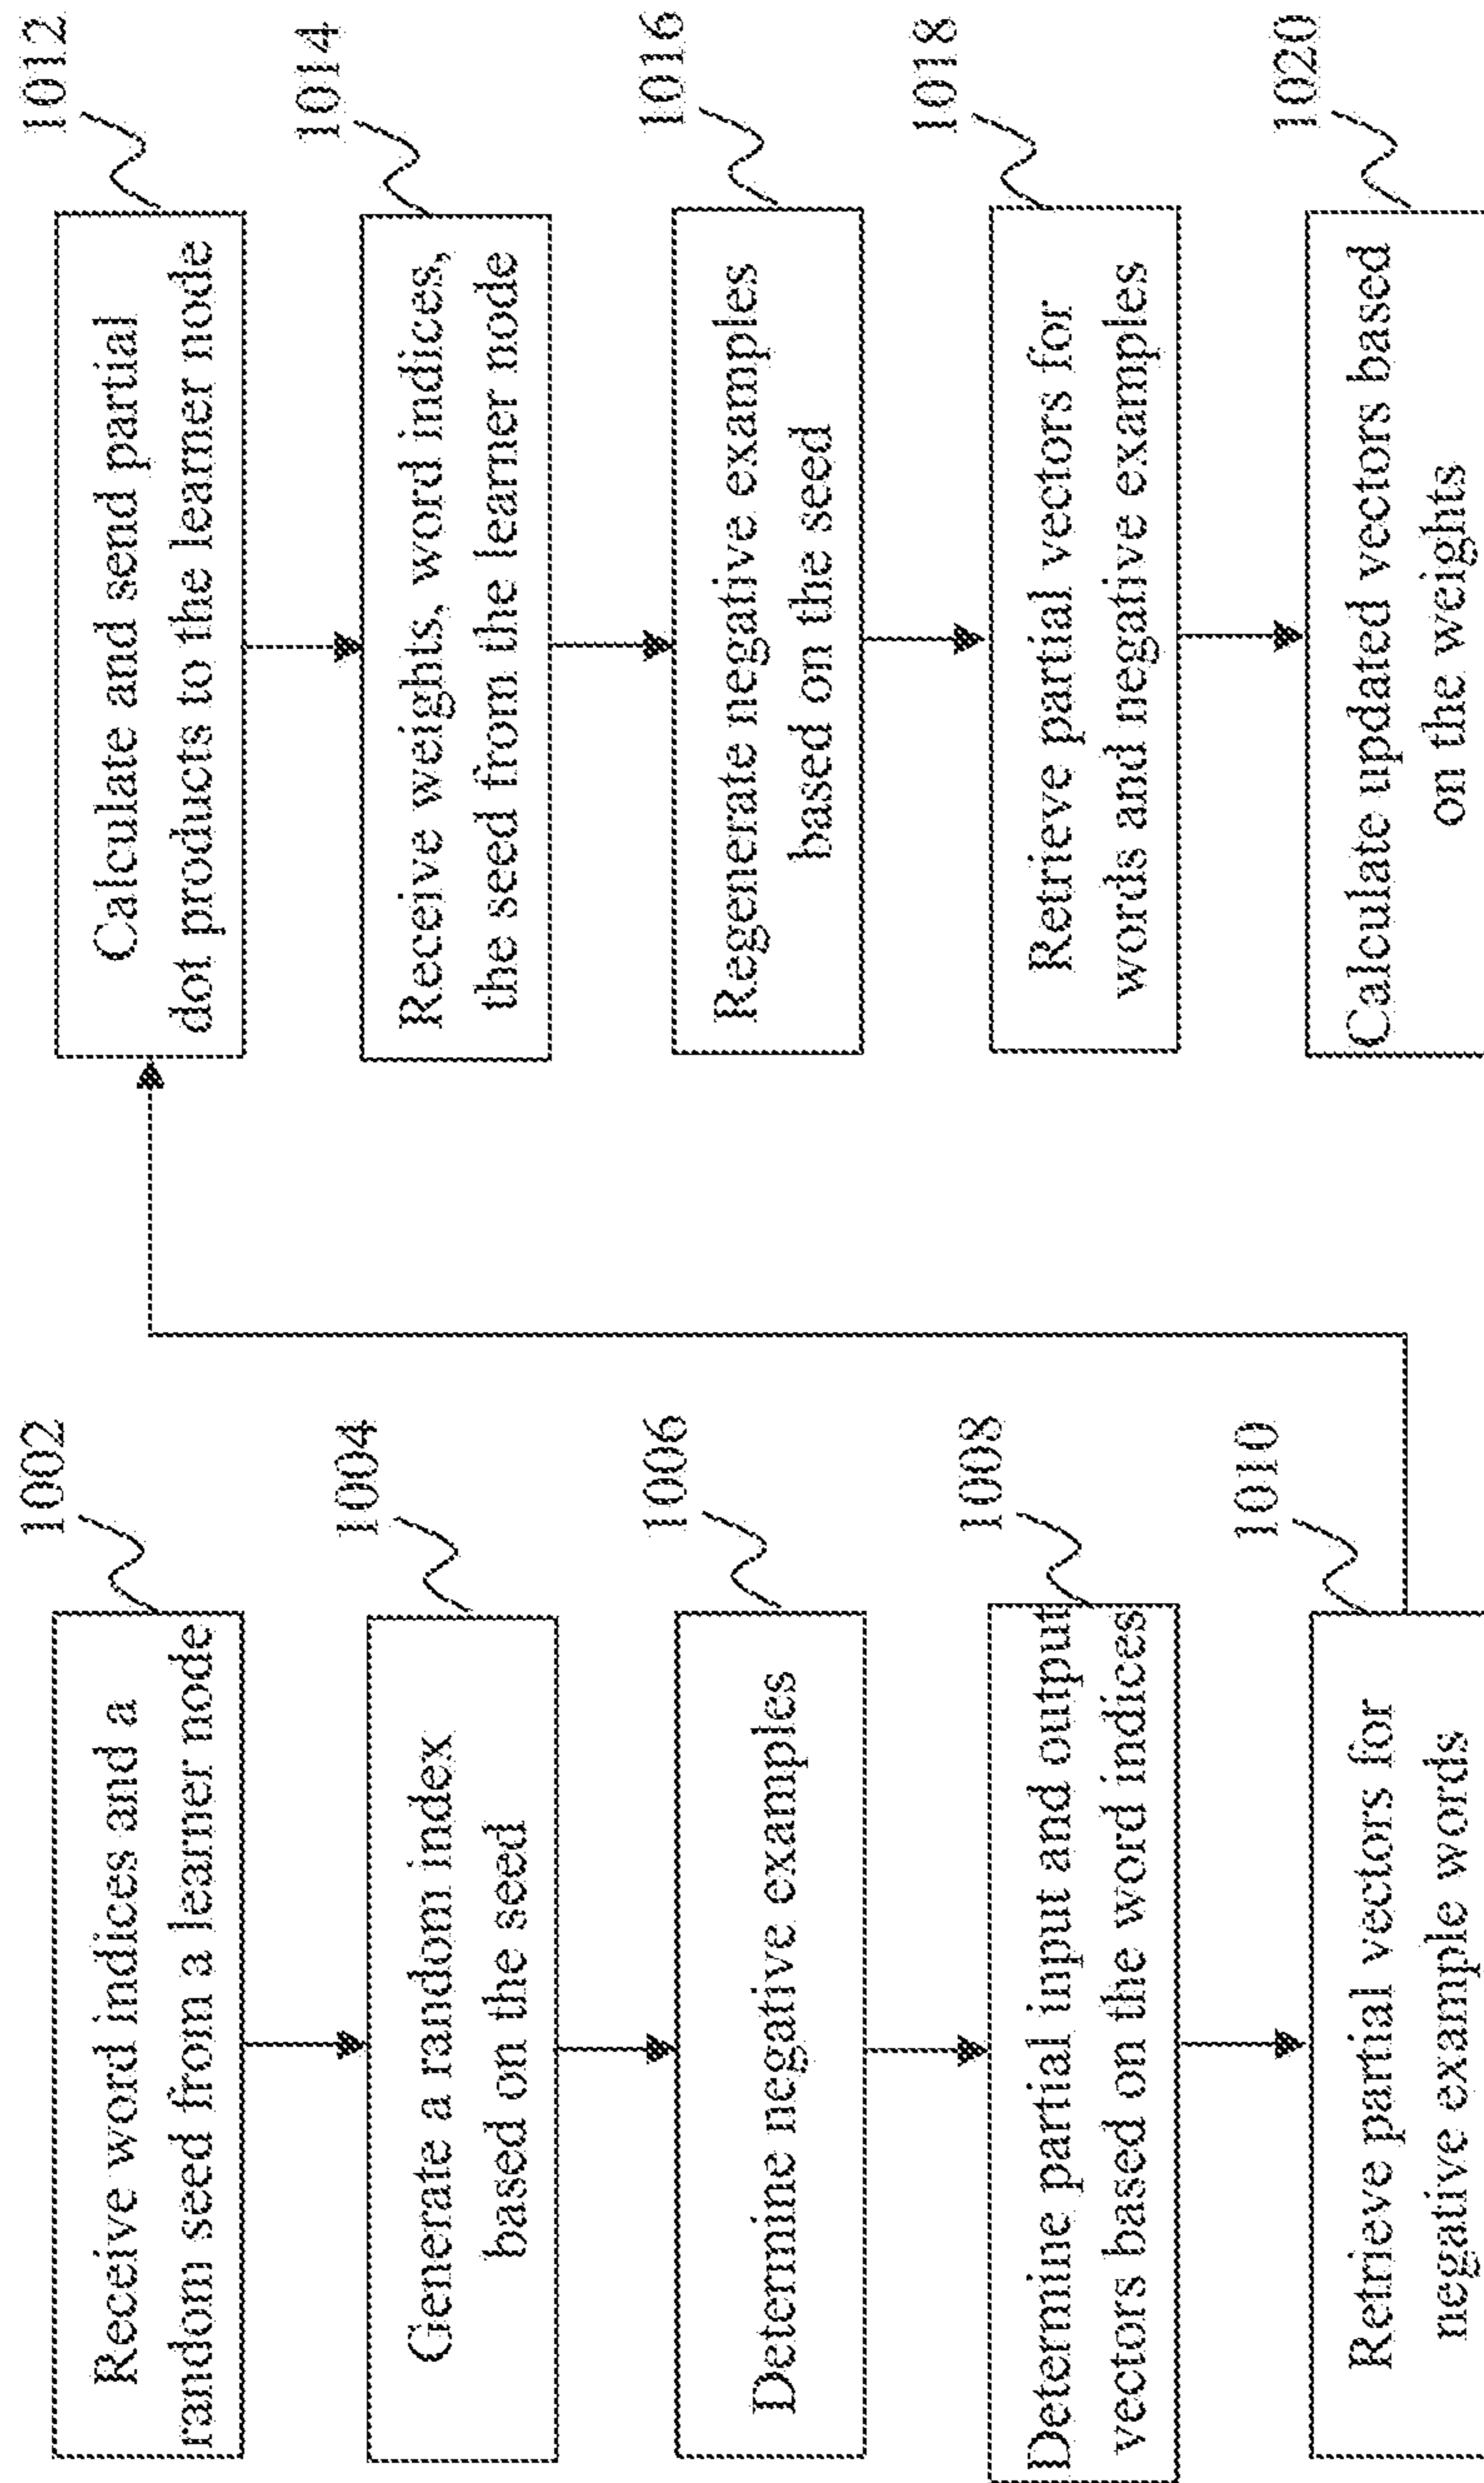 1002
Receive word indices and a
random seed from a learner node
1004
Generate a random index
based on the seed
1006
Determine negative examples
1008
Determine partial input and output
vectors based on the word indices
1010
Retrieve partial vectors for
negative example words
1012
Calculate and send partial
dot products to the learner node
1014
Receive weights, word indices,
the seed from the learner node
1016
Regenerate negative examples
based on the seed
1018
Retrieve partial vectors for
words and negative examples
1020
Calculate updated vectors based
on the weights